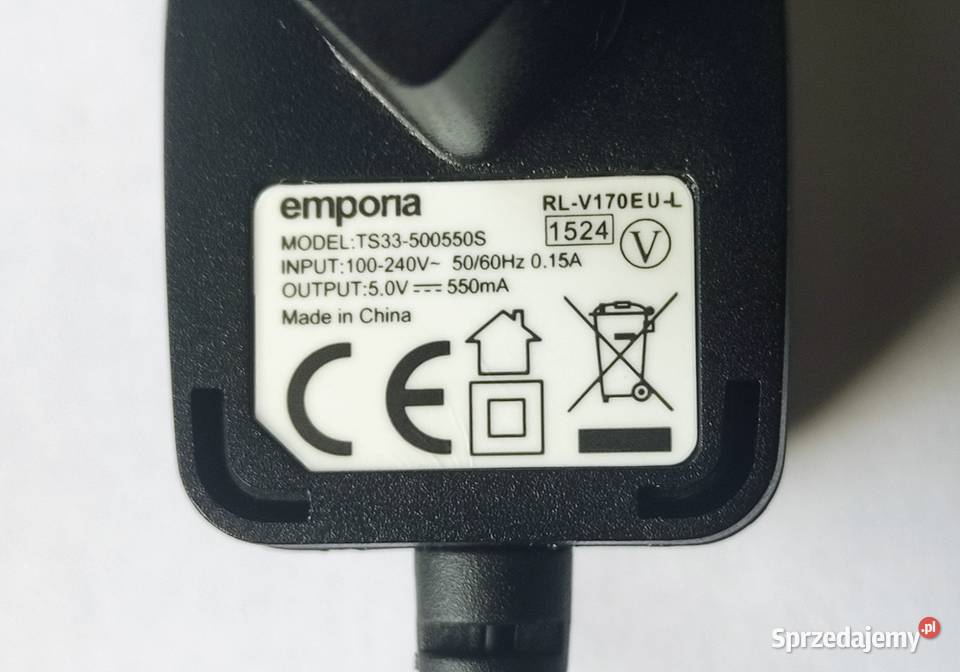 emporia
RL-V170EU-L
MODEL:TS33-500550S
1524
V
INPUT:100-240V~ 50/60Hz 0.15A
OUTPUT:5.0V ⎓ 550mA
Made in China
CE
Sprzedajemy.pl